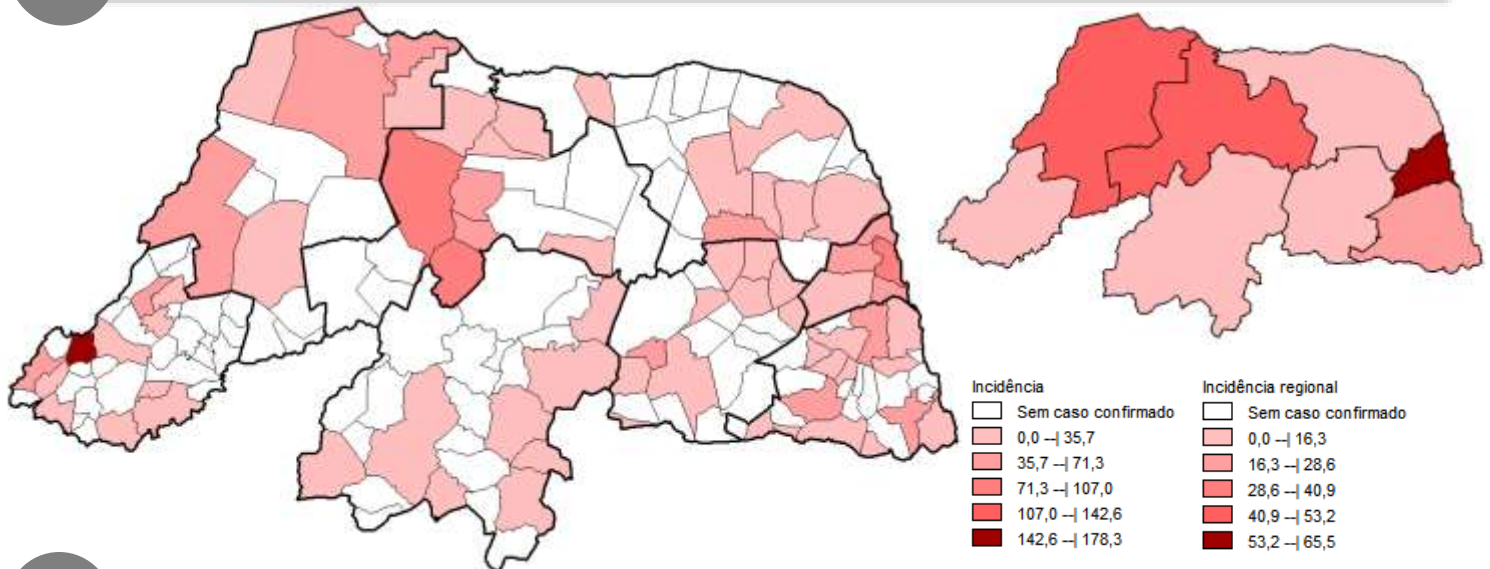 Incidência
Sem caso confirmado
0,0 --| 35,7
35,7 --| 71,3
71,3 --| 107,0
107,0 --| 142,6
142,6 --| 178,3
Incidência regional
Sem caso confirmado
0,0 --| 16,3
16,3 --| 28,6
28,6 --| 40,9
40,9 --| 53,2
53,2 --| 65,5